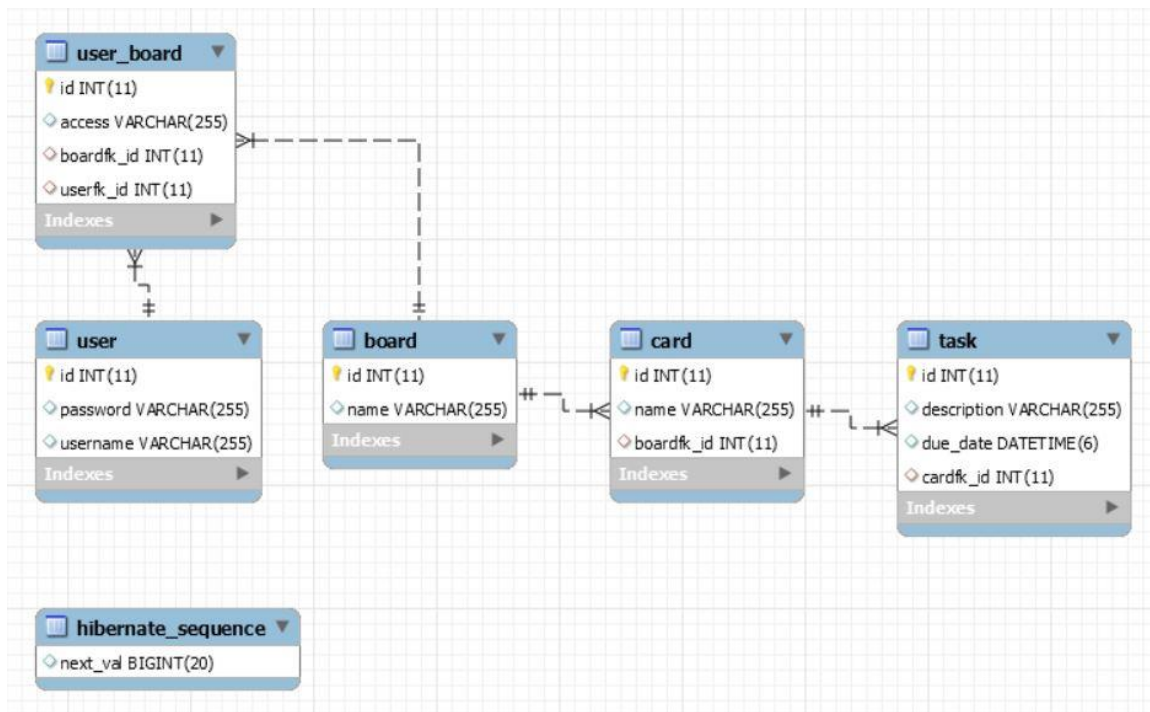 user_board
id INT(11)
access VARCHAR(255)
boardfk_id INT(11)
userfk_id INT(11)
Indexes
user
id INT(11)
password VARCHAR(255)
username VARCHAR(255)
Indexes
board
id INT(11)
name VARCHAR(255)
Indexes
card
id INT(11)
name VARCHAR(255)
boardfk_id INT(11)
Indexes
task
id INT(11)
description VARCHAR(255)
due_date DATETIME(6)
cardfk_id INT(11)
Indexes
hibernate_sequence
next_val BIGINT(20)